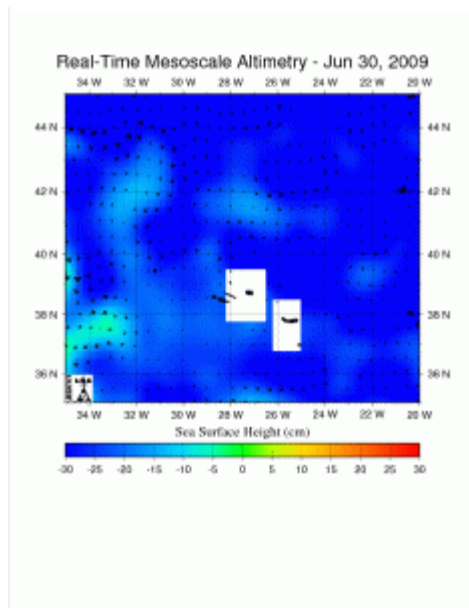 Real-Time Mesoscale Altimetry - Jun 30, 2009
34 W 32 W 30 W 28 W 26 W 24 W 22 W 20 W
44 N 44 N
42 N 42 N
40 N 40 N
38 N 38 N
36 N 36 N
34 W 32 W 30 W 28 W 26 W 24 W 22 W 20 W
Sea Surface Height (cm)
-30 -25 -20 -15 -10 -5 0 5 10 15 20 25 30